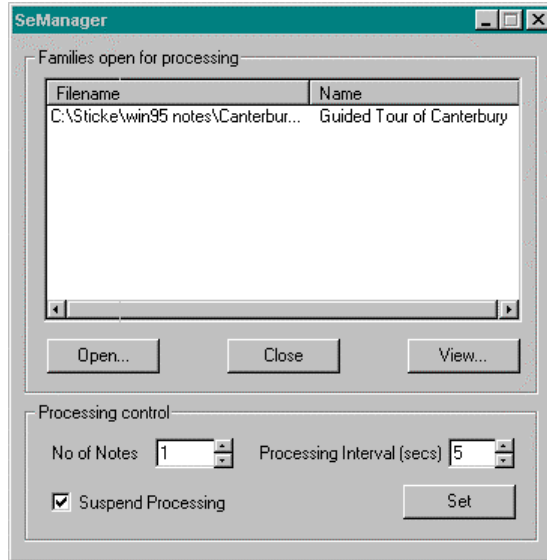 SeManager
Families open for processing
Filename Name
C:\Sticke\win95 notes\Canterbur... Guided Tour of Canterbury
Open... Close View...
Processing control
No of Notes 1 Processing Interval (secs) 5
Suspend Processing Set